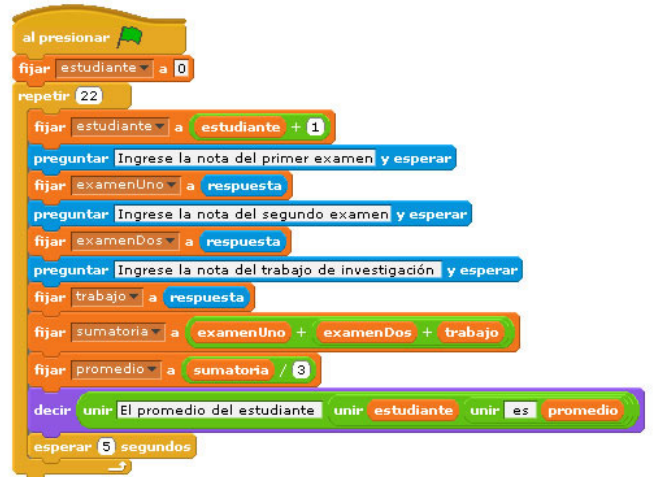 al presionar
fijar estudiante a 0
repetir 22
fijar estudiante a estudiante + 1
preguntar Ingrese la nota del primer examen y esperar
fijar examenUno a respuesta
preguntar Ingrese la nota del segundo examen y esperar
fijar examenDos a respuesta
preguntar Ingrese la nota del trabajo de investigación y esperar
fijar trabajo a respuesta
fijar sumatoria a examenUno + examenDos + trabajo
fijar promedio a sumatoria / 3
decir unir El promedio del estudiante unir estudiante unir es promedio
esperar 5 segundos